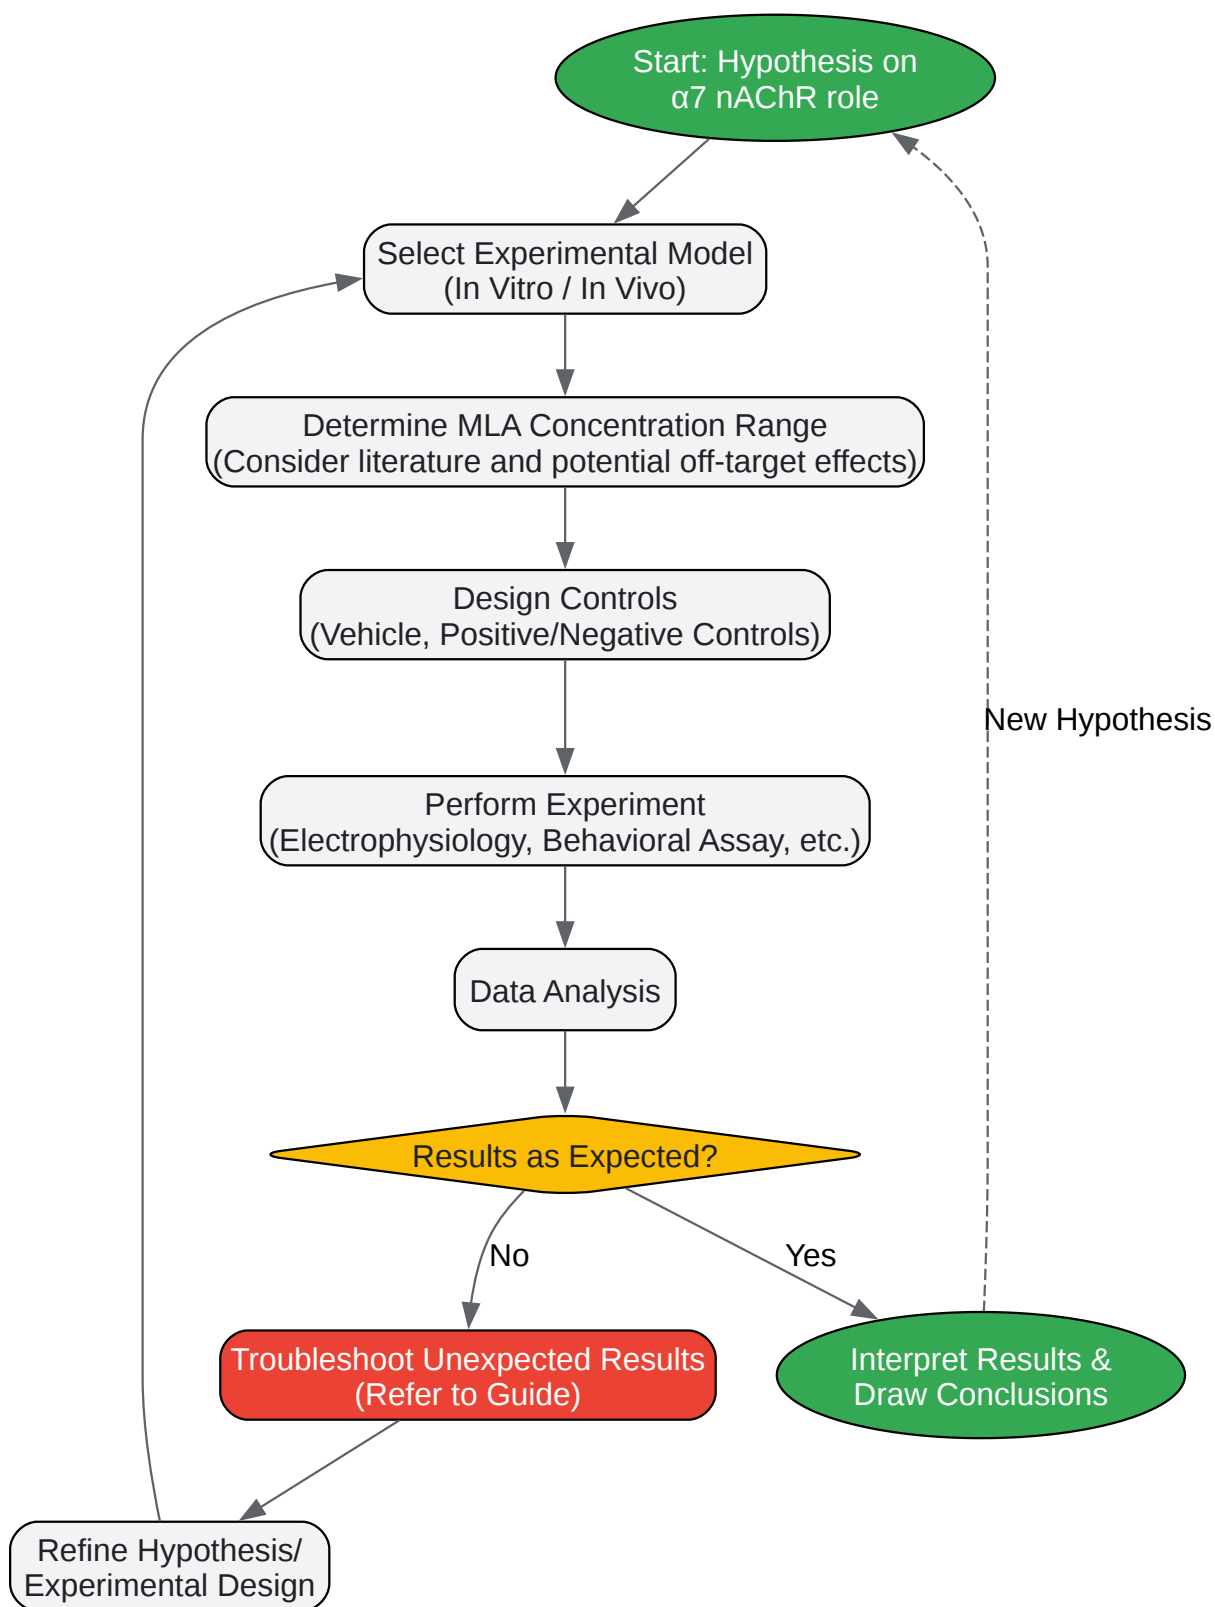 Start: Hypothesis on
α7 nAChR role
Select Experimental Model
(In Vitro / In Vivo)
Determine MLA Concentration Range
(Consider literature and potential off-target effects)
Design Controls
(Vehicle, Positive/Negative Controls)
New Hypothesis
Perform Experiment
(Electrophysiology, Behavioral Assay, etc.)
Data Analysis
Results as Expected?
No
Yes
Troubleshoot Unexpected Results
(Refer to Guide)
Interpret Results &
Draw Conclusions
Refine Hypothesis/
Experimental Design